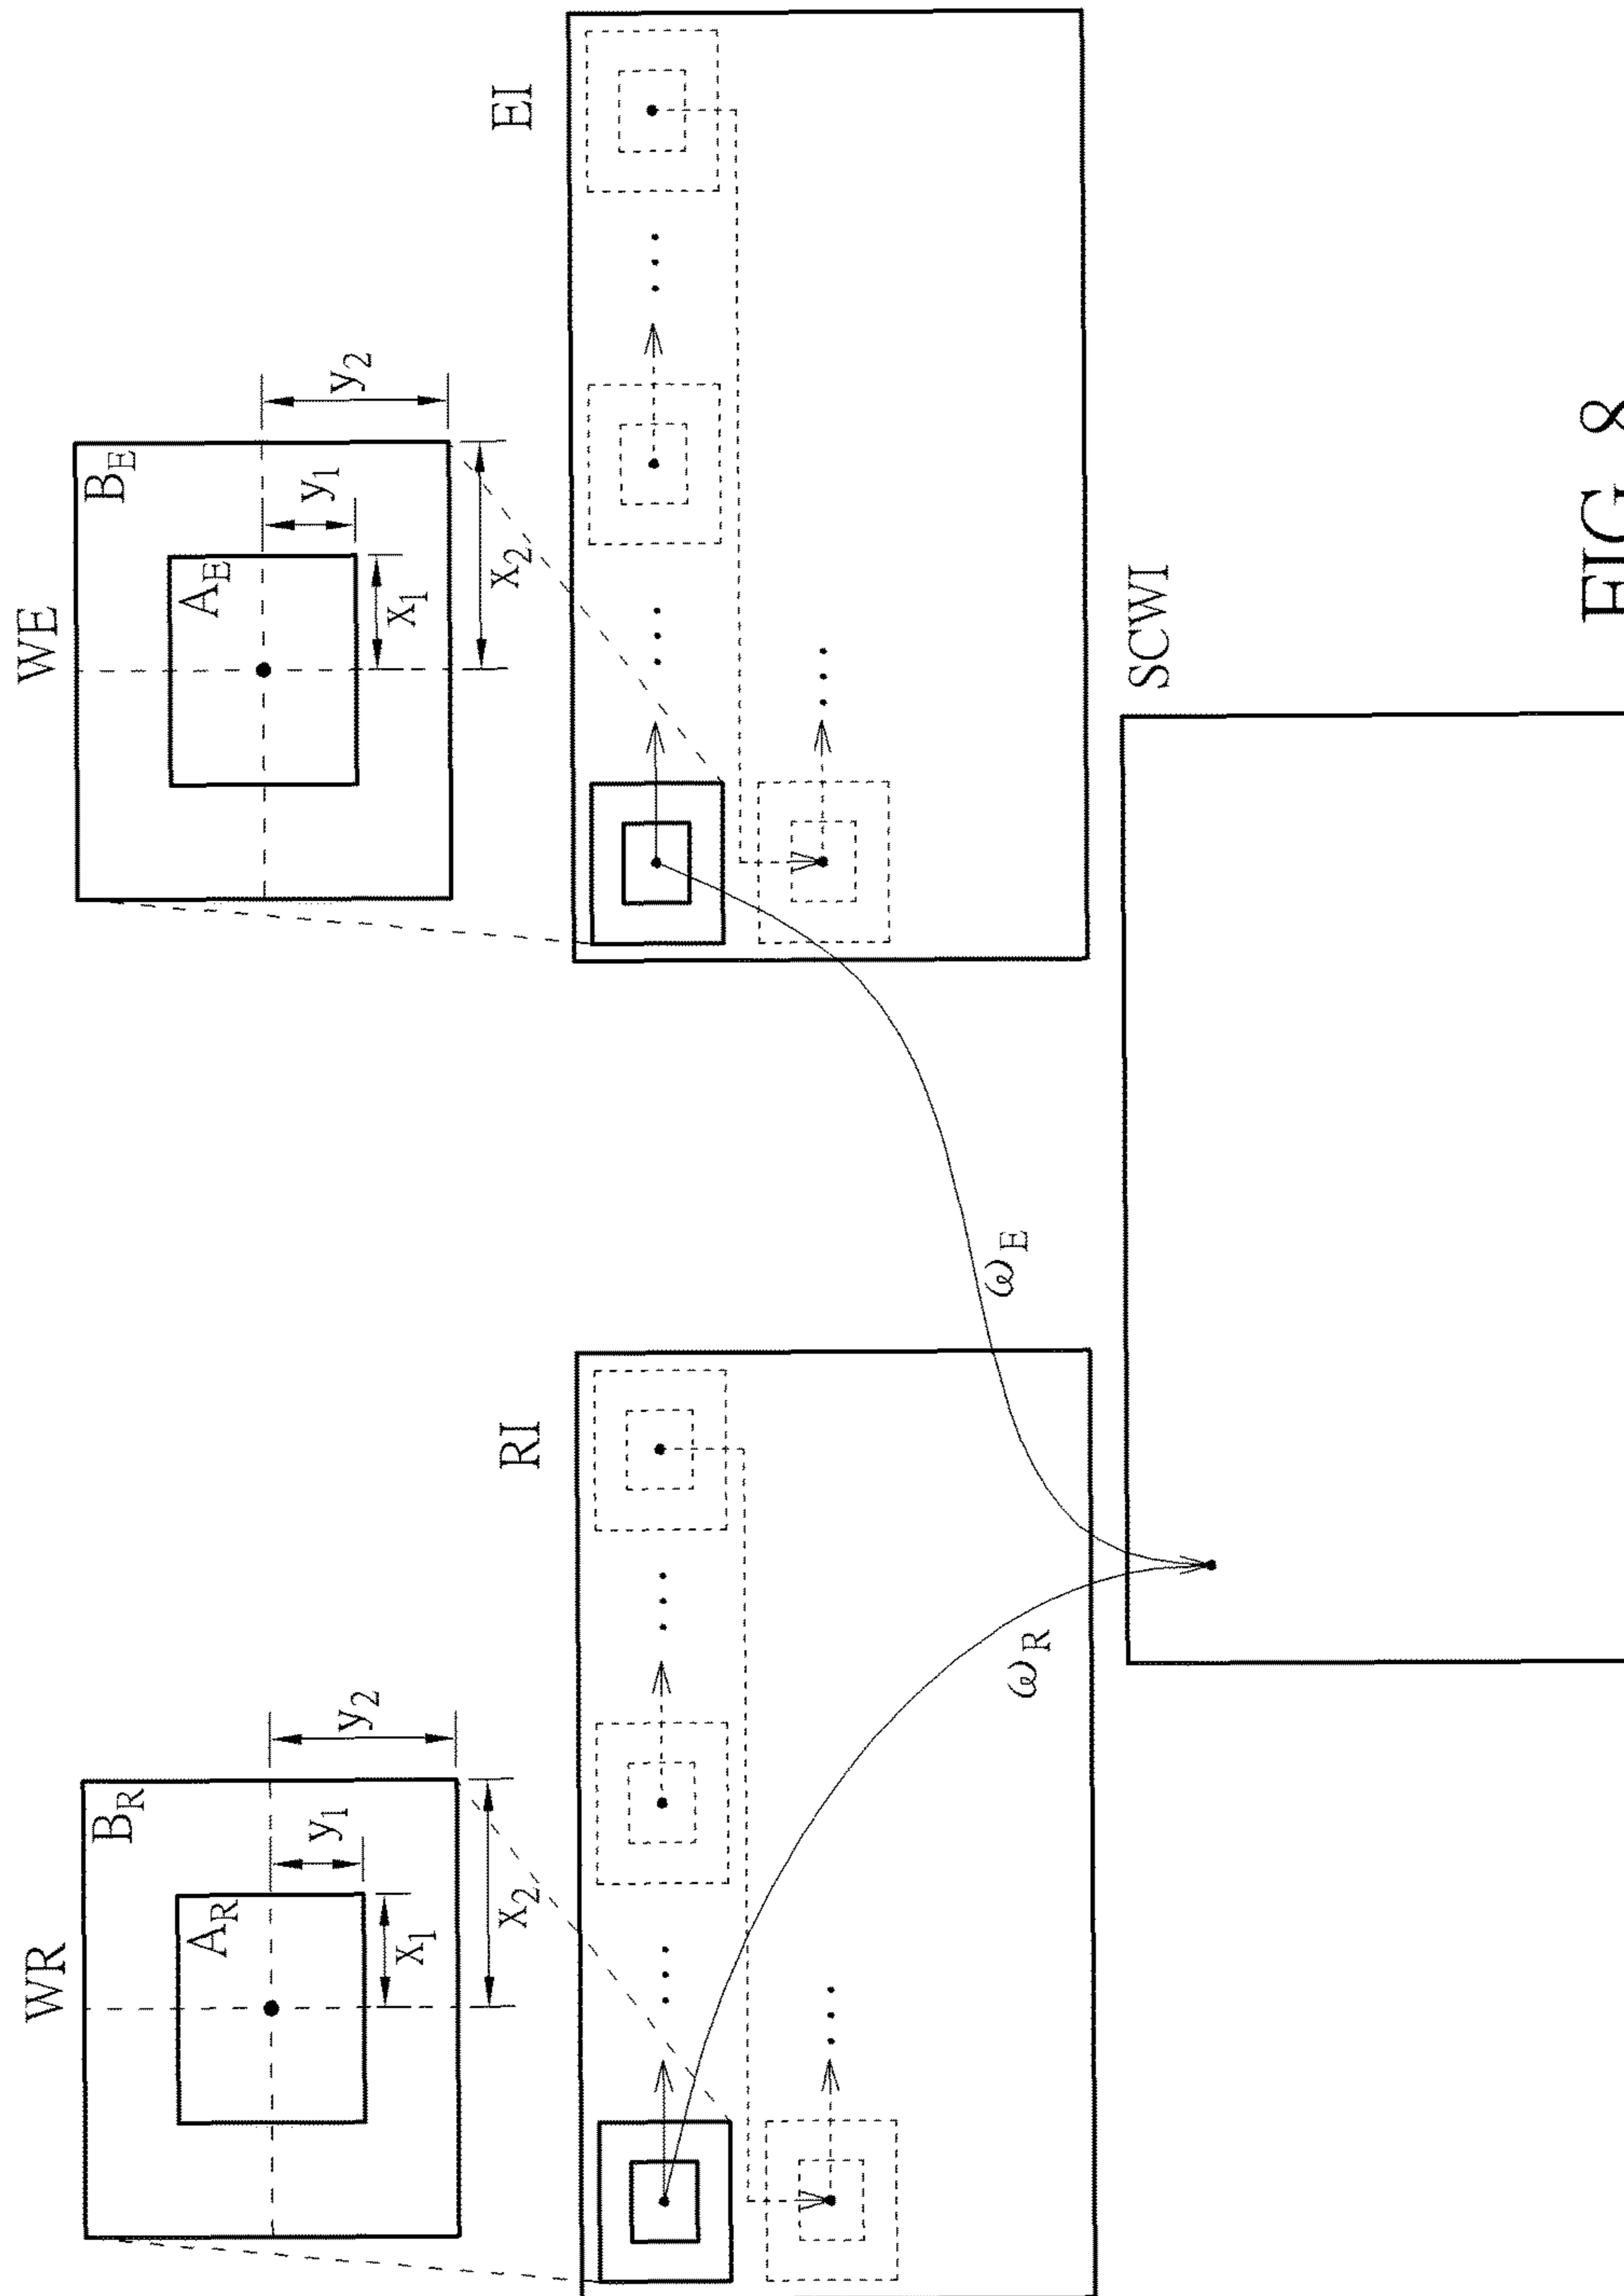 WR
B_R
A_R
y_1
y_2
x_1
x_2
WE
B_E
A_E
y_1
y_2
x_1
x_2
RI
EI
ω_R
ω_E
SCWI
FIG. 8